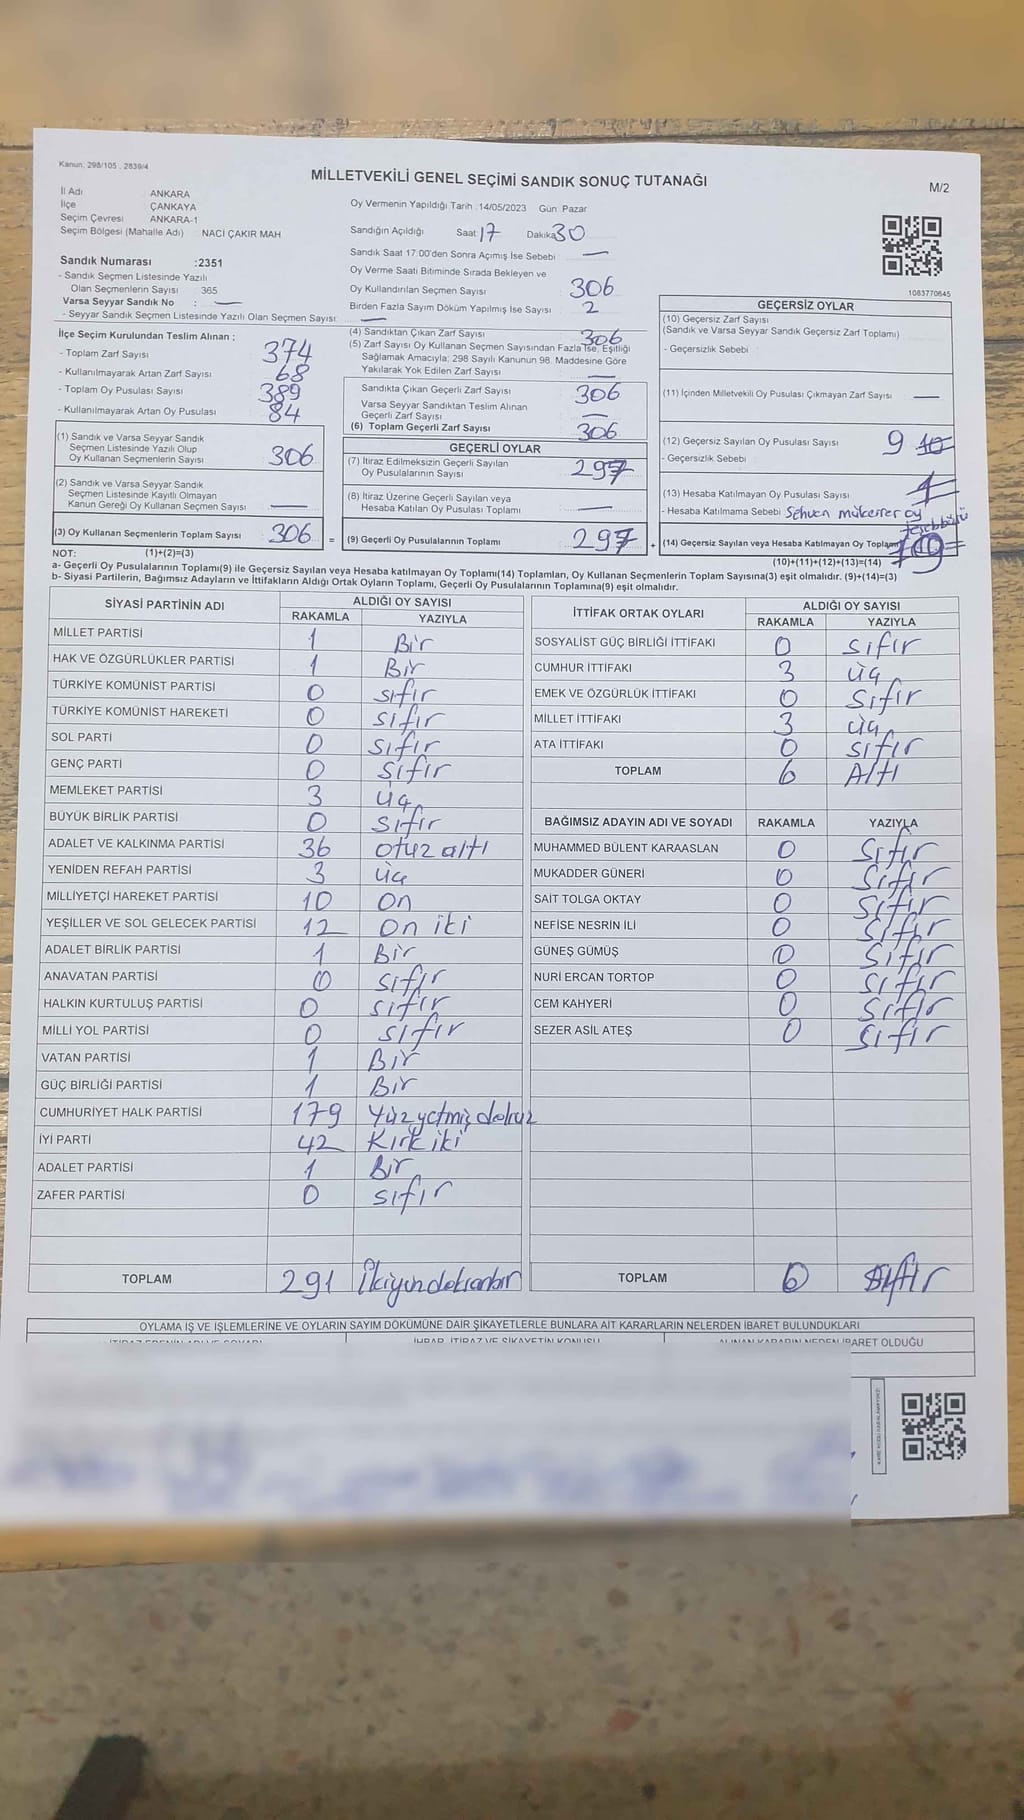 Kanun; 298/105 , 2839/4
MİLLETVEKİLİ GENEL SEÇİMİ SANDIK SONUÇ TUTANAĞI
M/2
İl Adı ANKARA
İlçe ÇANKAYA
Seçim Çevresi ANKARA-1
Seçim Bölgesi (Mahalle Adı) NACİ ÇAKIR MAH
Oy Vermenin Yapıldığı Tarih :14/05/2023 Gün: Pazar
Sandığın Açıldığı Saat: 17 Dakika: 30
Sandık Saat 17:00'den Sonra Açımış İse Sebebi —
Oy Verme Saati Bitiminde Sırada Bekleyen ve
Oy Kullandırılan Seçmen Sayısı 306
Birden Fazla Sayım Döküm Yapılmış İse Sayısı 2
Sandık Numarası :2351
- Sandık Seçmen Listesinde Yazılı
Olan Seçmenlerin Sayısı : 365
Varsa Seyyar Sandık No : —
- Seyyar Sandık Seçmen Listesinde Yazılı Olan Seçmen Sayısı: —
1083770645
İlçe Seçim Kurulundan Teslim Alınan ;
- Toplam Zarf Sayısı 374
- Kullanılmayarak Artan Zarf Sayısı 68
- Toplam Oy Pusulası Sayısı 389
- Kullanılmayarak Artan Oy Pusulası 84
(1) Sandık ve Varsa Seyyar Sandık
Seçmen Listesinde Yazılı Olup
Oy Kullanan Seçmenlerin Sayısı 306
(2) Sandık ve Varsa Seyyar Sandık
Seçmen Listesinde Kayıtlı Olmayan
Kanun Gereği Oy Kullanan Seçmen Sayısı —
(3) Oy Kullanan Seçmenlerin Toplam Sayısı 306 =
(4) Sandıktan Çıkan Zarf Sayısı 306
(5) Zarf Sayısı Oy Kullanan Seçmen Sayısından Fazla İse, Eşitliği
Sağlamak Amacıyla; 298 Sayılı Kanunun 98. Maddesine Göre
Yakılarak Yok Edilen Zarf Sayısı —
Sandıkta Çıkan Geçerli Zarf Sayısı 306
Varsa Seyyar Sandıktan Teslim Alınan
Geçerli Zarf Sayısı —
(6) Toplam Geçerli Zarf Sayısı 306
GEÇERLİ OYLAR
(7) İtiraz Edilmeksizin Geçerli Sayılan
Oy Pusulalarının Sayısı 297
(8) İtiraz Üzerine Geçerli Sayılan veya
Hesaba Katılan Oy Pusulası Toplamı —
(9) Geçerli Oy Pusulalarının Toplamı 297 +
GEÇERSİZ OYLAR
(10) Geçersiz Zarf Sayısı
(Sandık ve Varsa Seyyar Sandık Geçersiz Zarf Toplamı)
- Geçersizlik Sebebi
(11) İçinden Milletvekili Oy Pusulası Çıkmayan Zarf Sayısı —
(12) Geçersiz Sayılan Oy Pusulası Sayısı 9 10
- Geçersizlik Sebebi
(13) Hesaba Katılmayan Oy Pusulası Sayısı 1
- Hesaba Katılmama Sebebi Sehven mükerrer oy
(14) Geçersiz Sayılan veya Hesaba Katılmayan Oy Toplamı
NOT: (1)+(2)=(3)
(10)+(11)+(12)+(13)=(14)
a- Geçerli Oy Pusulalarının Toplamı(9) ile Geçersiz Sayılan veya Hesaba katılmayan Oy Toplamı(14) Toplamları, Oy Kullanan Seçmenlerin Toplam Sayısına(3) eşit olmalıdır. (9)+(14)=(3)
b- Siyasi Partilerin, Bağımsız Adayların ve İttifakların Aldığı Ortak Oyların Toplamı, Geçerli Oy Pusulalarının Toplamına(9) eşit olmalıdır.
SİYASİ PARTİNİN ADI ALDIĞI OY SAYISI
RAKAMLA YAZIYLA
MİLLET PARTİSİ 1 Bir
HAK VE ÖZGÜRLÜKLER PARTİSİ 1 Bir
TÜRKİYE KOMÜNİST PARTİSİ 0 sıfır
TÜRKİYE KOMÜNİST HAREKETİ 0 sıfır
SOL PARTİ 0 sıfır
GENÇ PARTİ 0 sıfır
MEMLEKET PARTİSİ 3 üç
BÜYÜK BİRLİK PARTİSİ 0 sıfır
ADALET VE KALKINMA PARTİSİ 36 otuz altı
YENİDEN REFAH PARTİSİ 3 üç
MİLLİYETÇİ HAREKET PARTİSİ 10 on
YEŞİLLER VE SOL GELECEK PARTİSİ 12 on iki
ADALET BİRLİK PARTİSİ 1 Bir
ANAVATAN PARTİSİ 0 sıfır
HALKIN KURTULUŞ PARTİSİ 0 sıfır
MİLLİ YOL PARTİSİ 0 sıfır
VATAN PARTİSİ 1 Bir
GÜÇ BİRLİĞİ PARTİSİ 1 Bir
CUMHURİYET HALK PARTİSİ 179 Yüzyetmişdokuz
İYİ PARTİ 42 Kırk iki
ADALET PARTİSİ 1 Bir
ZAFER PARTİSİ 0 sıfır
TOPLAM 291
İTTİFAK ORTAK OYLARI ALDIĞI OY SAYISI
RAKAMLA YAZIYLA
SOSYALİST GÜÇ BİRLİĞİ İTTİFAKI 0 sıfır
CUMHUR İTTİFAKI 3 üç
EMEK VE ÖZGÜRLÜK İTTİFAKI 0 sıfır
MİLLET İTTİFAKI 3 üç
ATA İTTİFAKI 0 sıfır
TOPLAM 6 Altı
BAĞIMSIZ ADAYIN ADI VE SOYADI RAKAMLA YAZIYLA
MUHAMMED BÜLENT KARAASLAN 0 Sıfır
MUKADDER GÜNERİ 0 Sıfır
SAİT TOLGA OKTAY 0 Sıfır
NEFİSE NESRİN İLİ 0 Sıfır
GÜNEŞ GÜMÜŞ 0 Sıfır
NURİ ERCAN TORTOP 0 Sıfır
CEM KAHYERİ 0 Sıfır
SEZER ASİL ATEŞ 0 Sıfır
TOPLAM 0 Sıfır
OYLAMA İŞ VE İŞLEMLERİNE VE OYLARIN SAYIM DÖKÜMÜNE DAİR ŞİKAYETLERLE BUNLARA AİT KARARLARIN NELERDEN İBARET BULUNDUKLARI
İHBAR, İTİRAZ VE ŞİKAYETİN KONUSU
ALINAN KARARIN NEDEN İBARET OLDUĞU